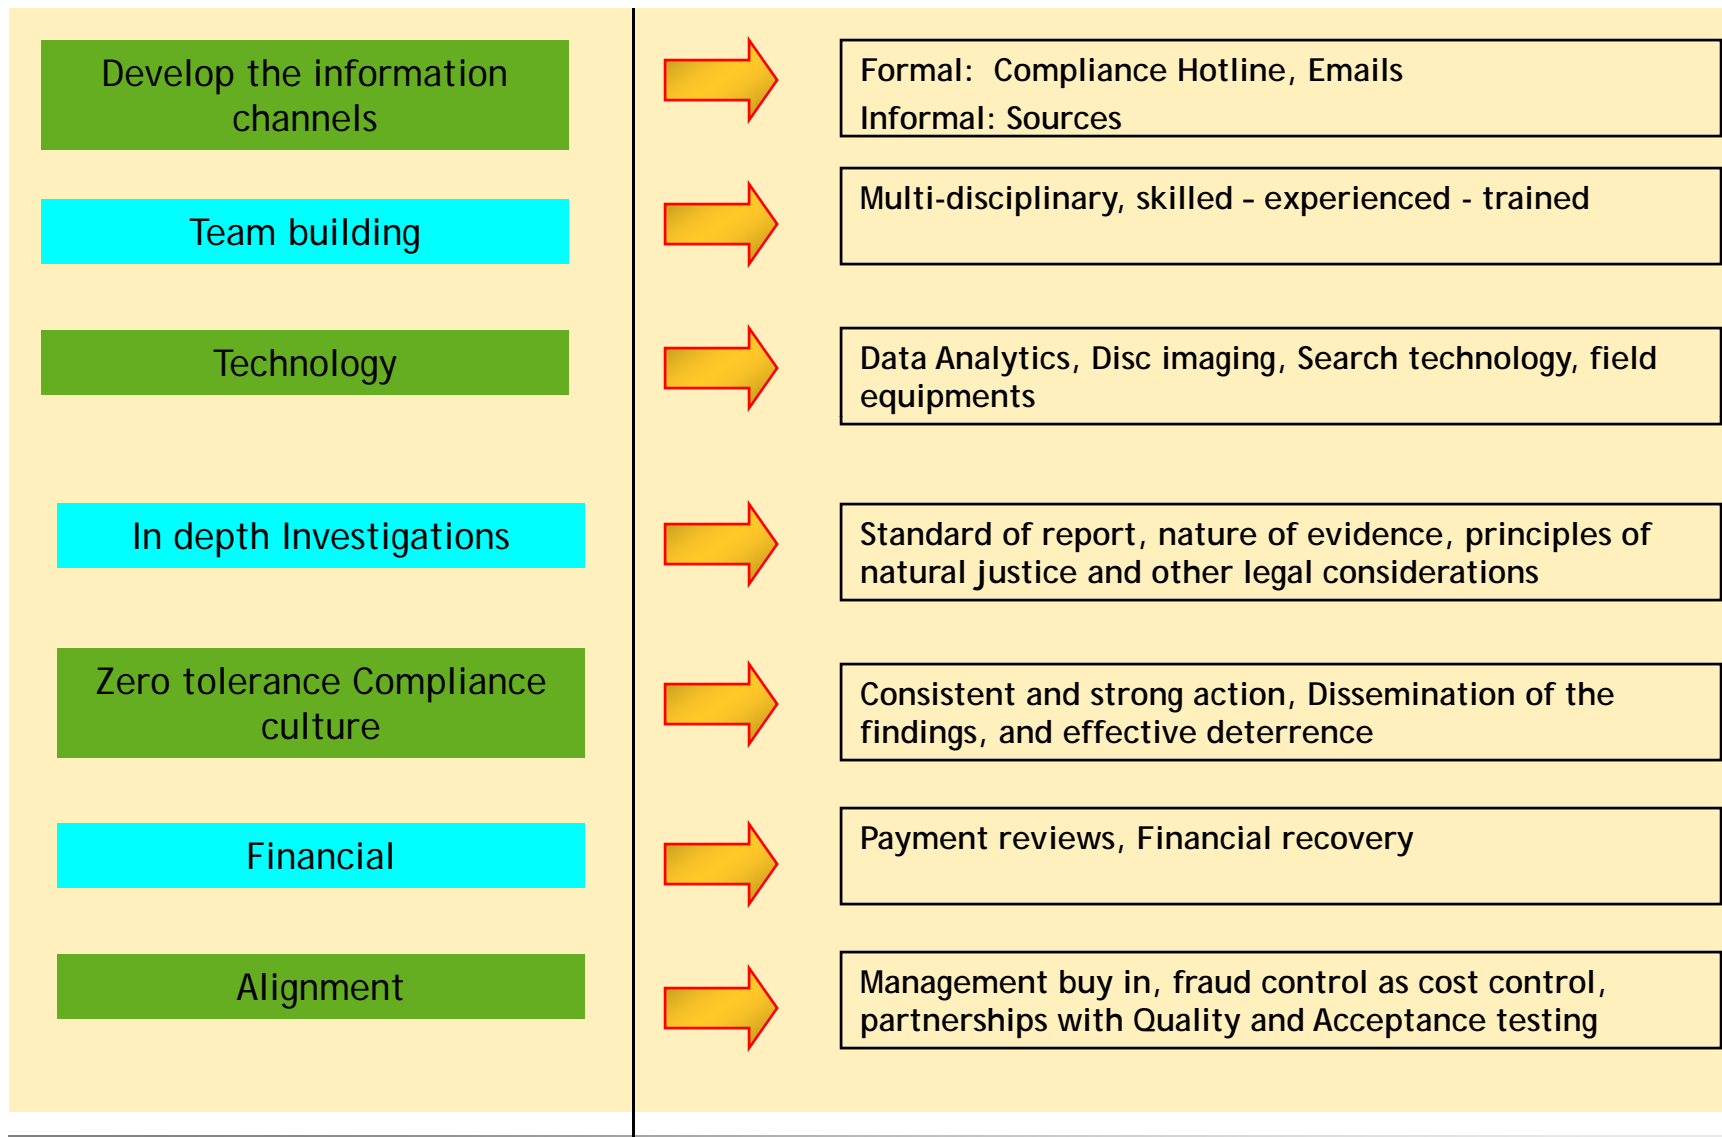 Develop the information
channels
Formal:  Compliance Hotline, Emails
Informal: Sources
Team building
Multi-disciplinary, skilled – experienced - trained
Technology
Data Analytics, Disc imaging, Search technology, field
equipments
In depth Investigations
Standard of report, nature of evidence, principles of
natural justice and other legal considerations
Zero tolerance Compliance
culture
Consistent and strong action, Dissemination of the
findings, and effective deterrence
Financial
Payment reviews, Financial recovery
Alignment
Management buy in, fraud control as cost control,
partnerships with Quality and Acceptance testing